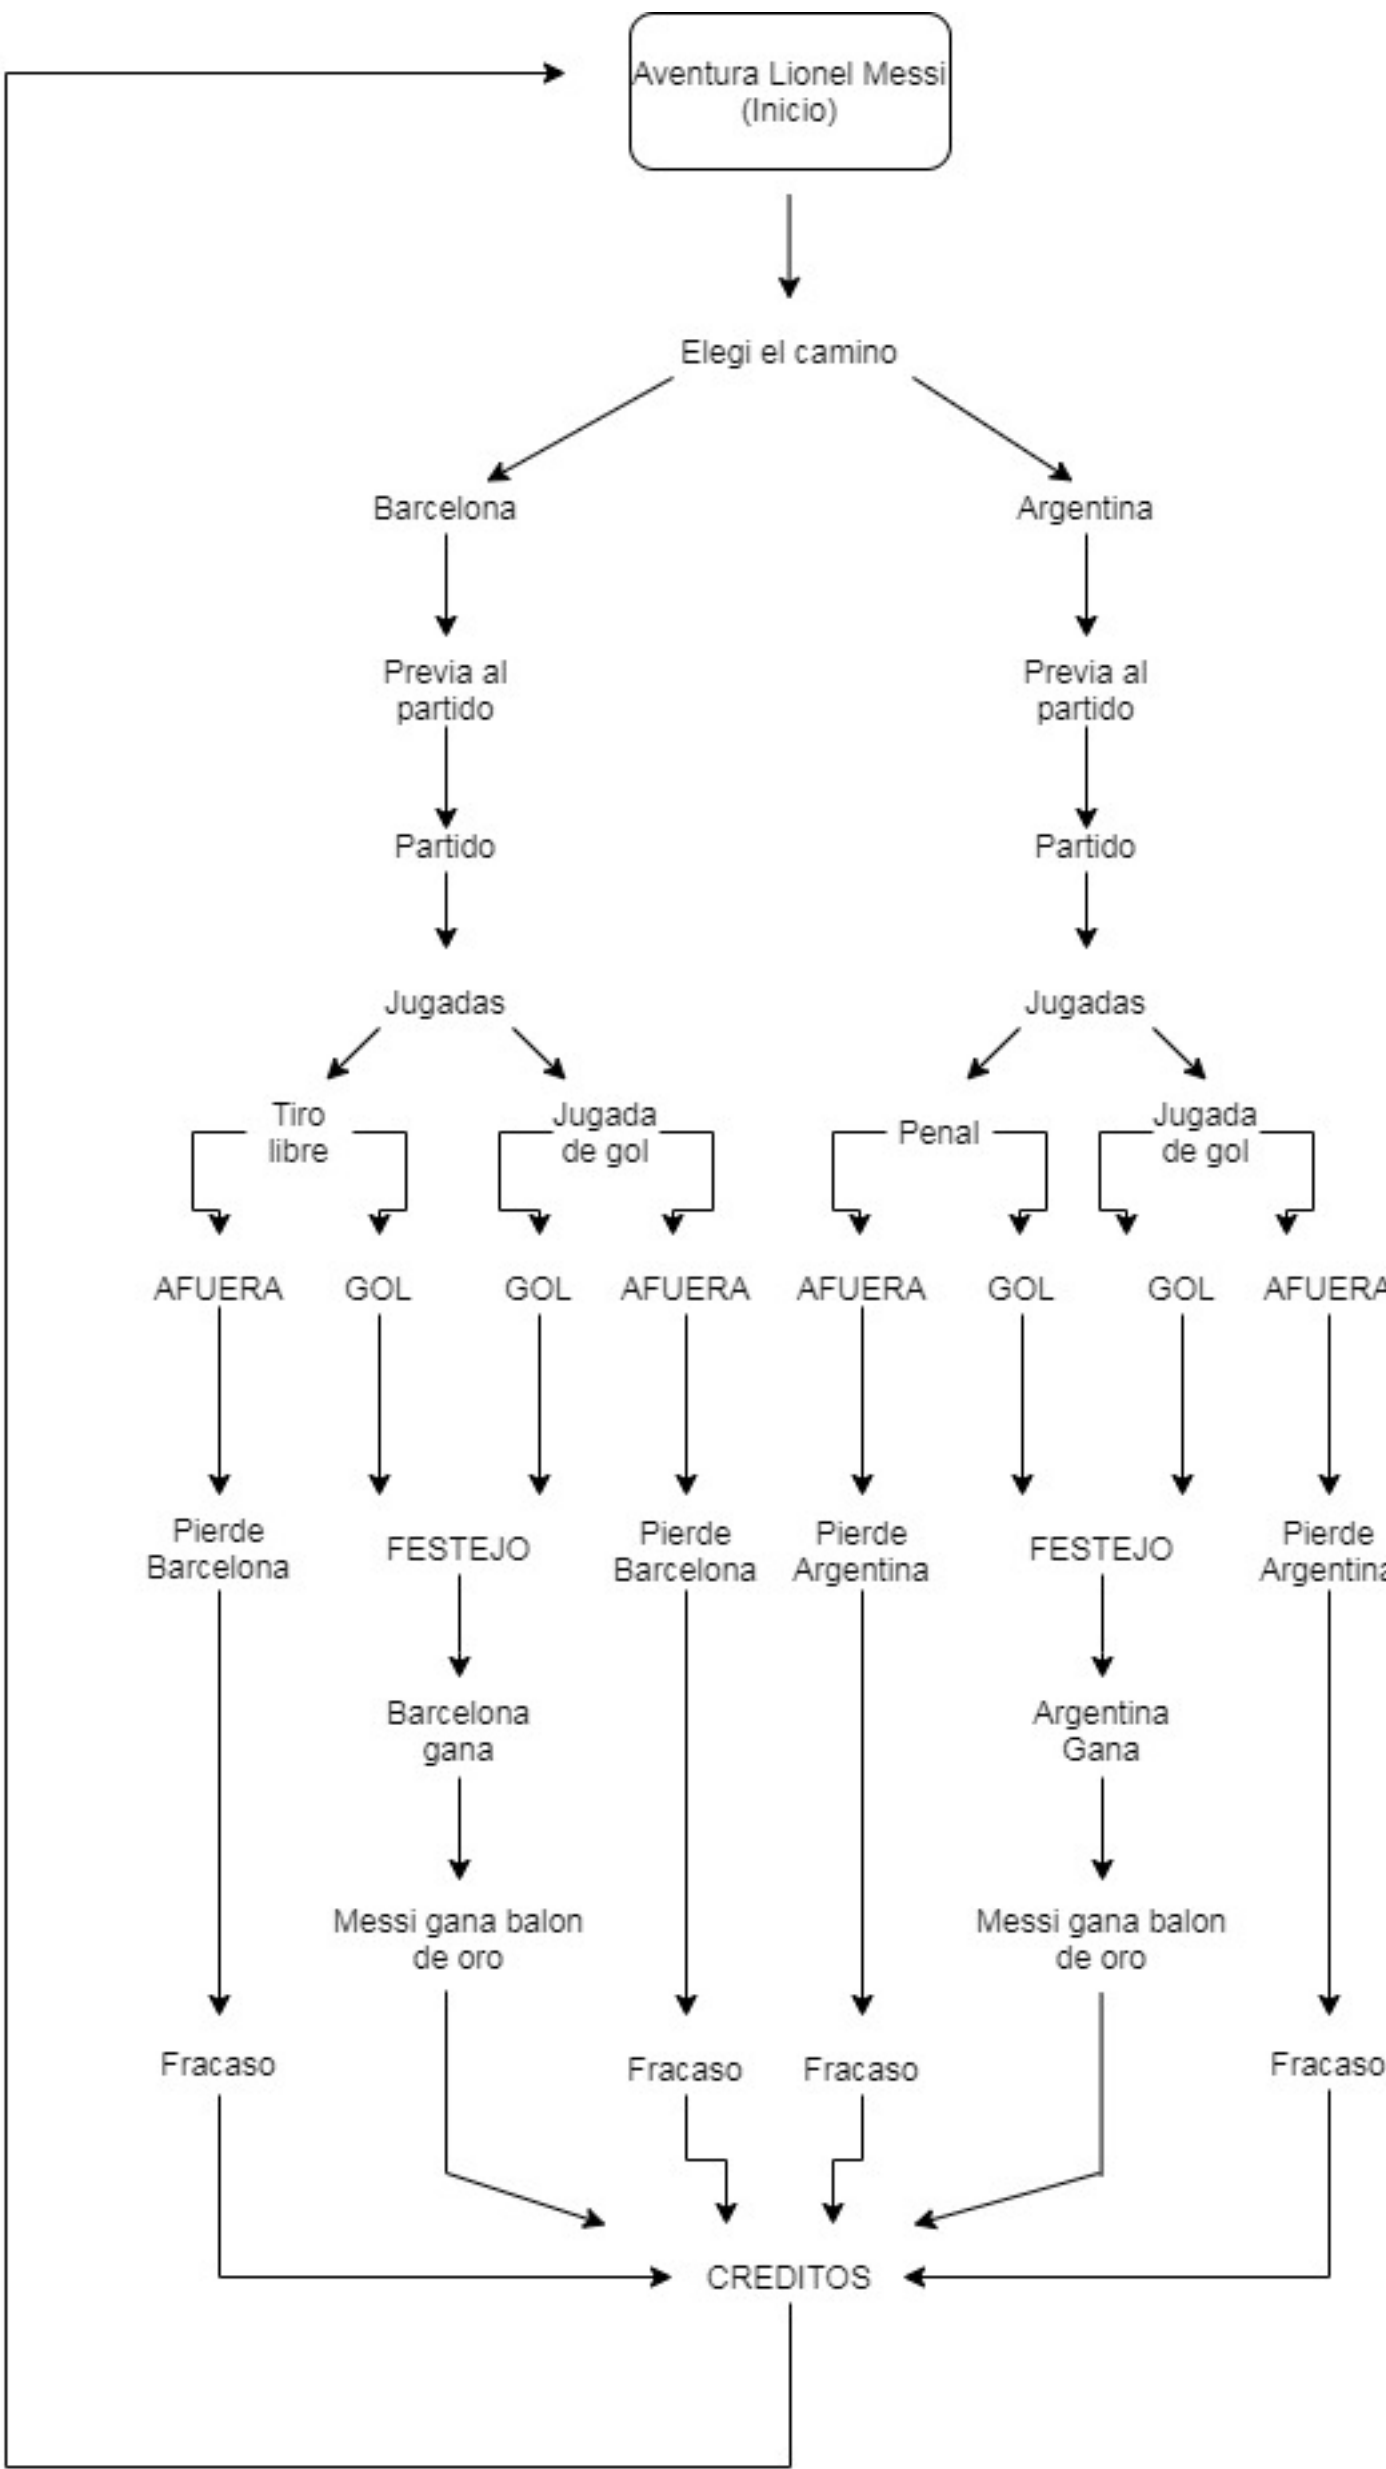 Aventura Lionel Messi
(Inicio)
Elegi el camino
Barcelona
Argentina
Previa al
partido
Previa al
partido
Partido
Partido
Jugadas
Jugadas
Tiro
libre
Jugada
de gol
Penal
Jugada
de gol
AFUERA
GOL
GOL
AFUERA
AFUERA
GOL
GOL
AFUERA
Pierde
Barcelona
FESTEJO
Pierde
Barcelona
Pierde
Argentina
FESTEJO
Pierde
Argentina
Barcelona
gana
Argentina
Gana
Messi gana balon
de oro
Messi gana balon
de oro
Fracaso
Fracaso
Fracaso
Fracaso
CREDITOS